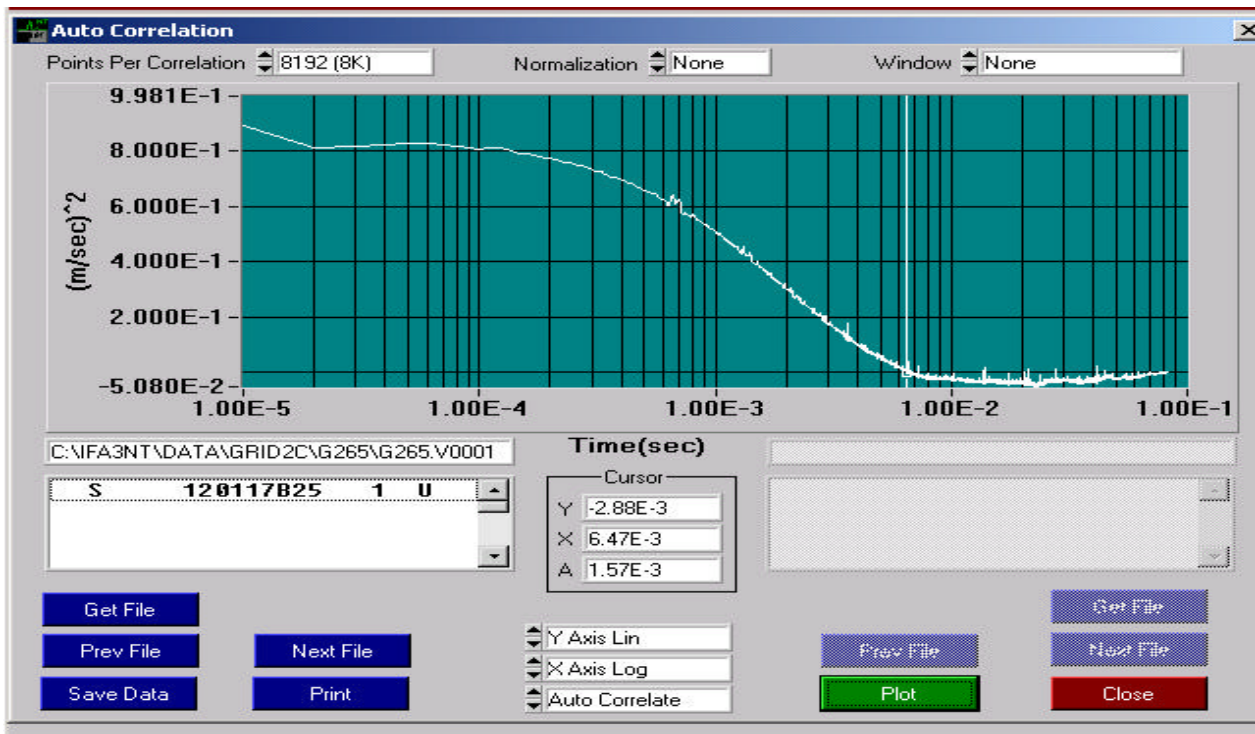 Auto Correlation
Points Per Correlation 8192 (8K) Normalization None Window None
9.981E-1
8.000E-1
6.000E-1
4.000E-1
2.000E-1
-5.080E-2
(m/sec)^2
1.00E-5 1.00E-4 1.00E-3 1.00E-2 1.00E-1
Time(sec)
C:\IFA3NT\DATA\GRID2C\G265\G265.V0001
S 120117B25 1 U
Cursor
Y -2.88E-3
X 6.47E-3
A 1.57E-3
Get File
Prev File Next File
Save Data Print
Y Axis Lin
X Axis Log
Auto Correlate
Get File
Prev File Next File
Plot Close